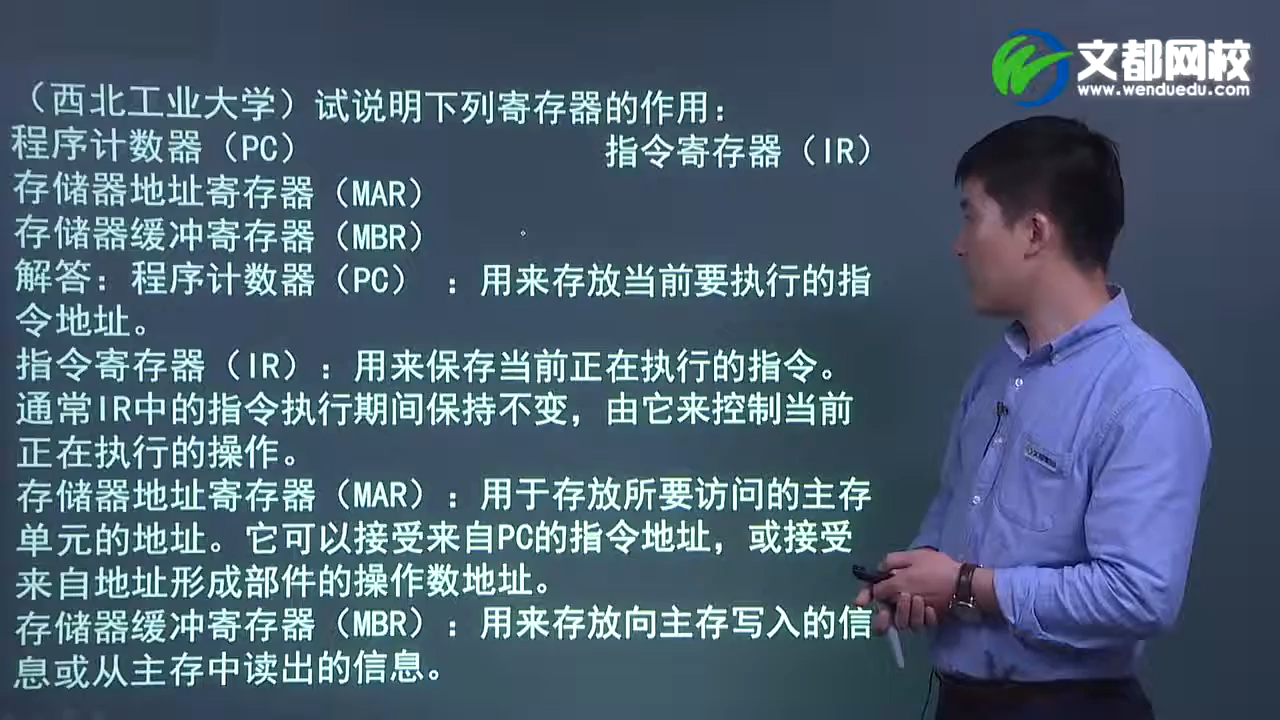 文都网校
www.wenduedu.com
（西北工业大学）试说明下列寄存器的作用：
程序计数器（PC） 指令寄存器（IR）
存储器地址寄存器（MAR）
存储器缓冲寄存器（MBR）
解答：程序计数器（PC）：用来存放当前要执行的指
令地址。
指令寄存器（IR）：用来保存当前正在执行的指令。
通常IR中的指令执行期间保持不变，由它来控制当前
正在执行的操作。
存储器地址寄存器（MAR）：用于存放所要访问的主存
单元的地址。它可以接受来自PC的指令地址，或接受
来自地址形成部件的操作数地址。
存储器缓冲寄存器（MBR）：用来存放向主存写入的信
息或从主存中读出的信息。